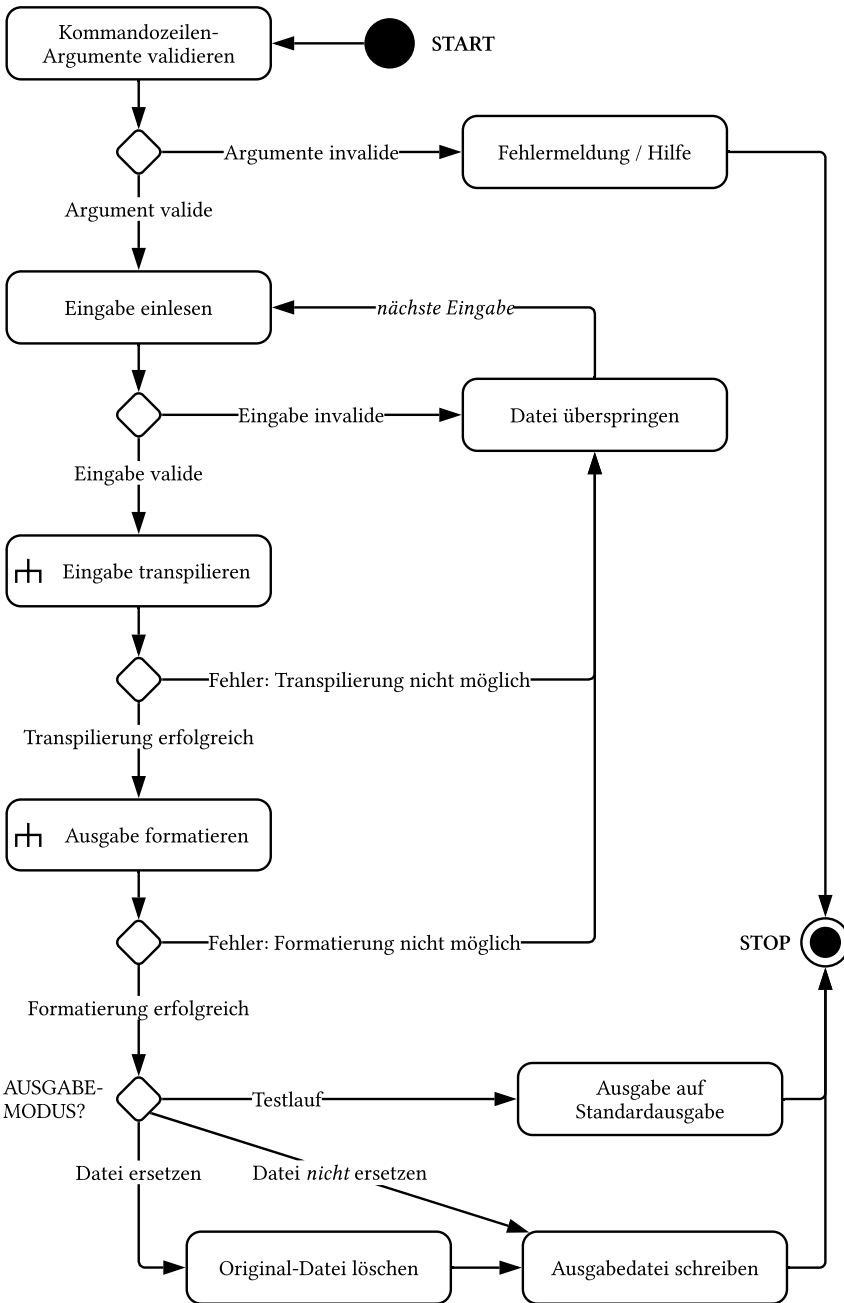 Kommandozeilen-
Argumente validieren
START
Argumente invalide
Fehlermeldung / Hilfe
Argument valide
Eingabe einlesen
nächste Eingabe
Eingabe invalide
Datei überspringen
Eingabe valide
Eingabe transpilieren
Fehler: Transpilierung nicht möglich
Transpilierung erfolgreich
Ausgabe formatieren
Fehler: Formatierung nicht möglich
STOP
Formatierung erfolgreich
AUSGABE-
MODUS?
Testlauf
Ausgabe auf
Standardausgabe
Datei ersetzen
Datei nicht ersetzen
Original-Datei löschen
Ausgabedatei schreiben